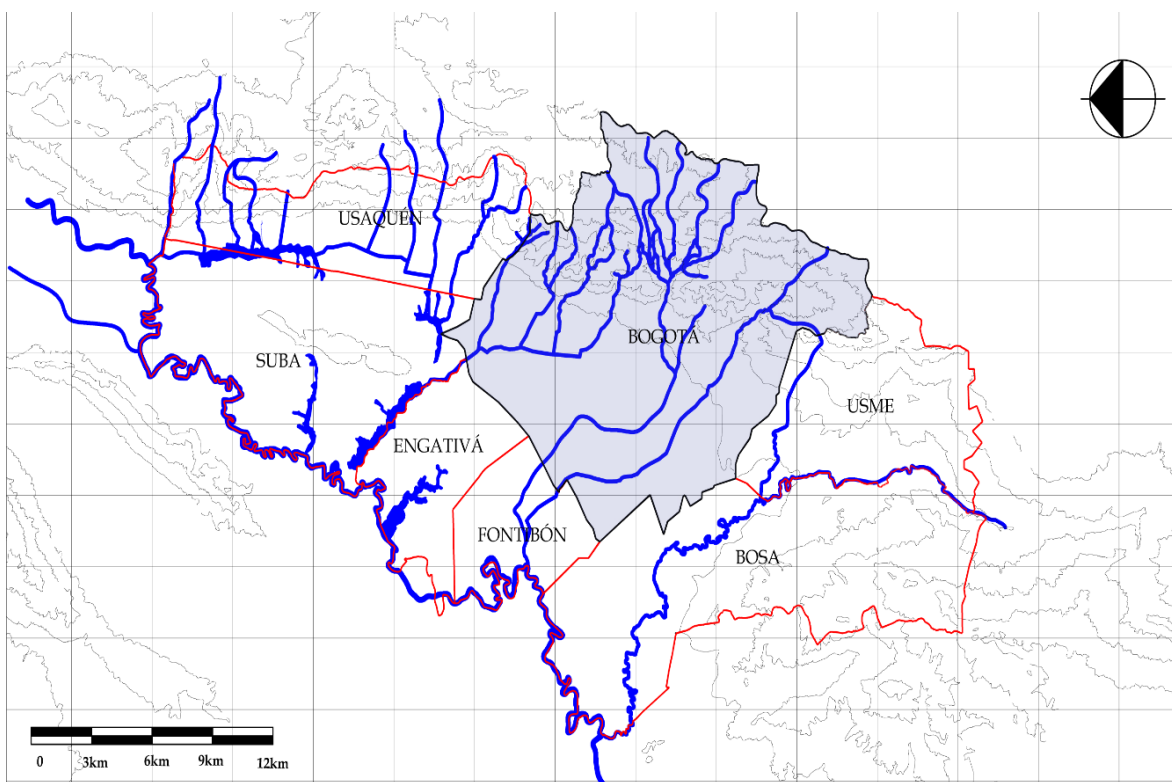 USAQUÉN
BOGOTÁ
SUBA
USME
ENGATIVÁ
FONTIBÓN
BOSA
0 3km 6km 9km 12km